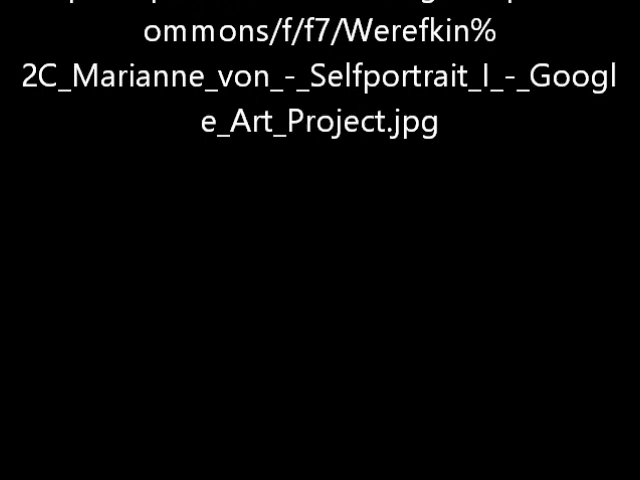 ommons/f/f7/Werefkin%
2C_Marianne_von_-_Selfportrait_I_-_Googl
e_Art_Project.jpg